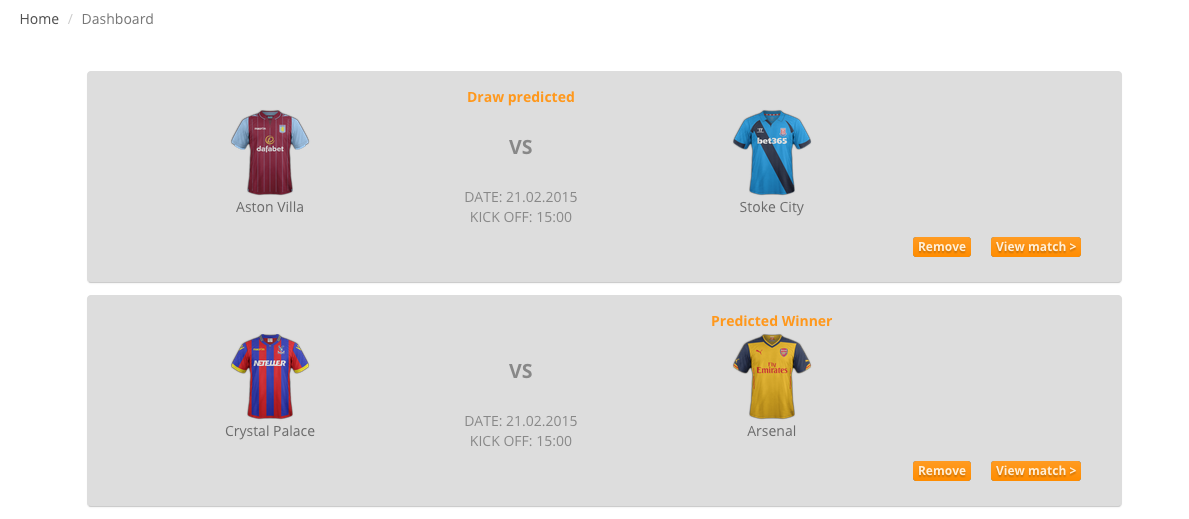 Home / Dashboard
Draw predicted
dafabet
VS
bet365
DATE: 21.02.2015
Aston Villa
Stoke City
KICK OFF: 15:00
Remove View match >
Predicted Winner
NETELLER
VS
Fly
Emirates
DATE: 21.02.2015
Crystal Palace
Arsenal
KICK OFF: 15:00
Remove View match >